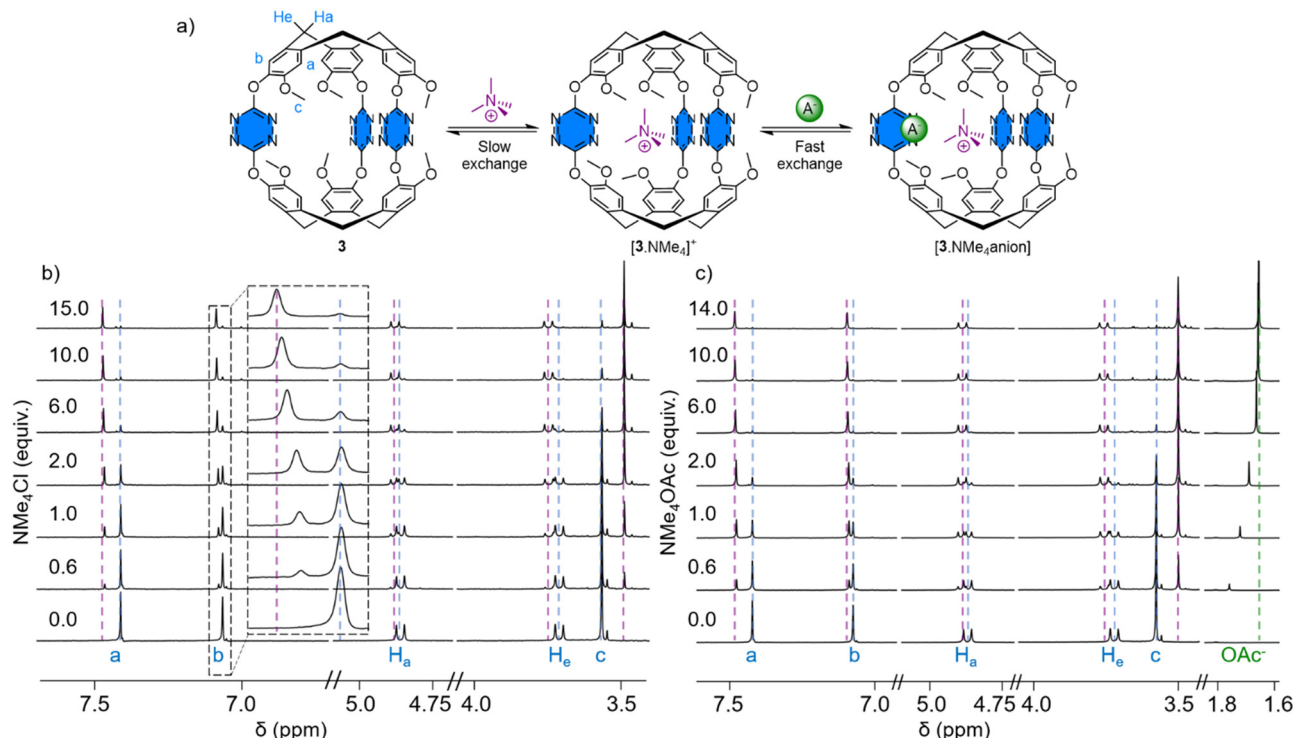 a)
He Ha
b
a
c
O
O
O
O
O
O
N
N
N
N
N
N
N
N
N
N
N
N
O
O
O
O
O
O
3
N
⊕
Slow
exchange
N
⊕
[3.NMe₄]⁺
A⁻
Fast
exchange
A⁻
N
⊕
[3.NMe₄anion]
b)
NMe₄Cl (equiv.)
15.0
10.0
6.0
2.0
1.0
0.6
0.0
a b Hₐ Hₑ c
7.5 7.0 5.0 4.75 4.0 3.5
δ (ppm)
c)
NMe₄OAc (equiv.)
14.0
10.0
6.0
2.0
1.0
0.6
0.0
a b Hₐ Hₑ c OAc⁻
7.5 7.0 5.0 4.75 4.0 3.5 1.8 1.6
δ (ppm)